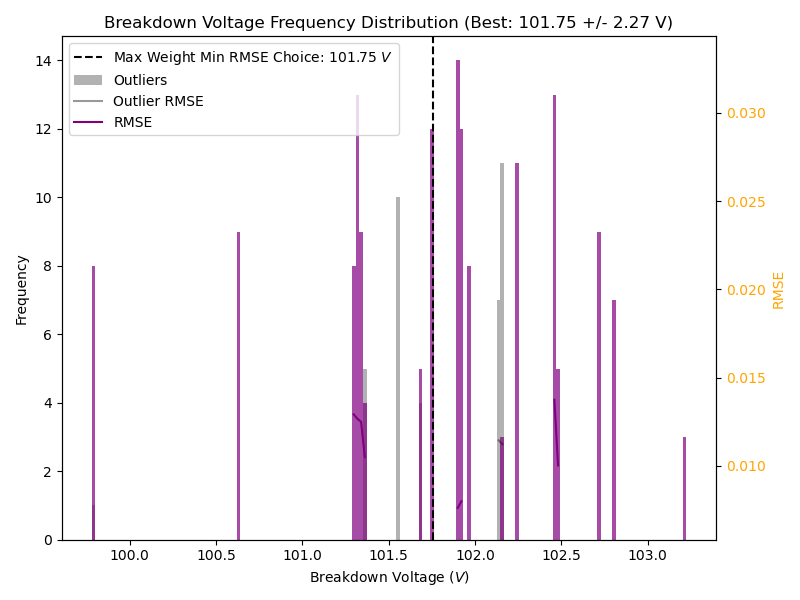 Breakdown Voltage Frequency Distribution (Best: 101.75 +/- 2.27 V)
Max Weight Min RMSE Choice: 101.75 V
Outliers
Outlier RMSE
RMSE
14
12
10
8
6
4
2
0
Frequency
0.030
0.025
0.020
0.015
0.010
RMSE
100.0 100.5 101.0 101.5 102.0 102.5 103.0
Breakdown Voltage (V)